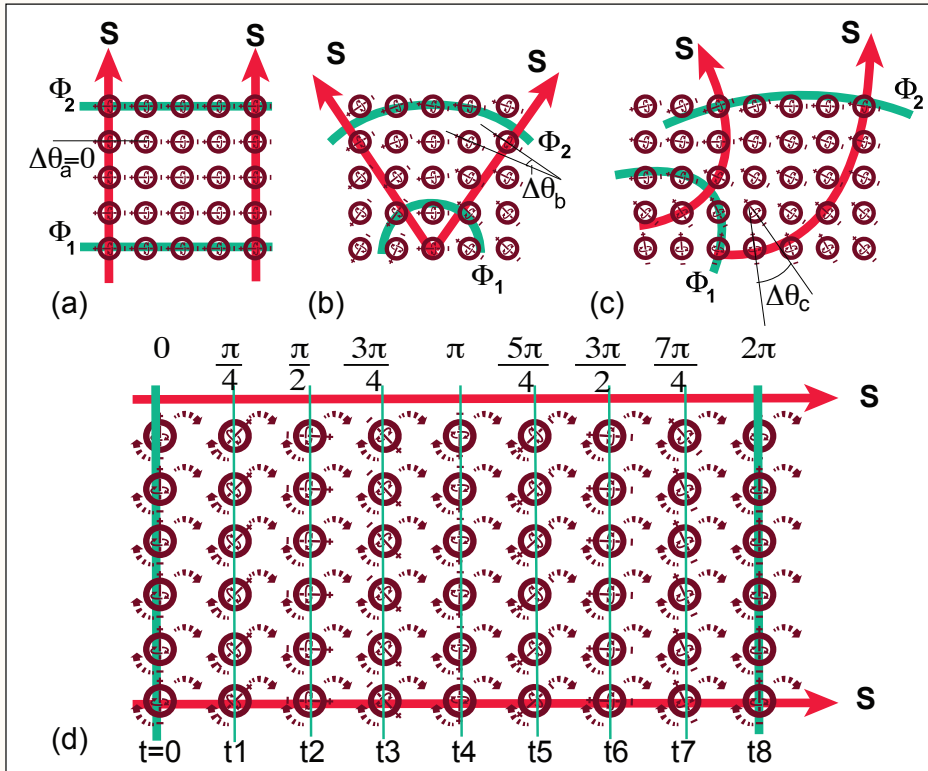 S S
Φ2
Δθa=0
Φ1
(a)
S S
Φ2
Δθb
Φ1
(b)
S S
Φ2
Φ1
Δθc
(c)
0 π/4 π/2 3π/4 π 5π/4 3π/2 7π/4 2π
S
S
(d)
t=0 t1 t2 t3 t4 t5 t6 t7 t8